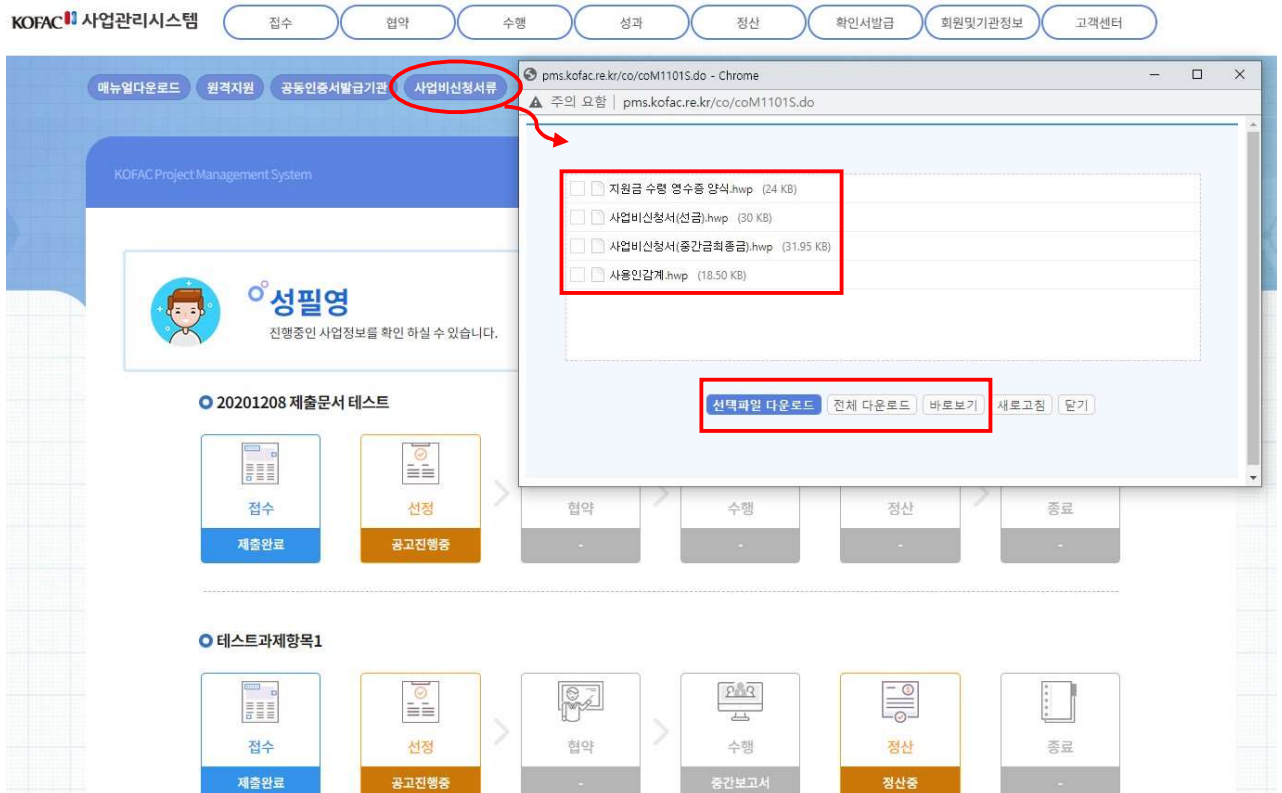 KOFAC 사업관리시스템
접수 협약 수행 성과 정산 확인서발급 회원및기관정보 고객센터
매뉴얼다운로드 원격지원 공동인증서발급기관 사업비신청서류
KOFAC Project Management System
성필영
진행중인 사업정보를 확인 하실 수 있습니다.
pms.kofac.re.kr/co/coM1101S.do - Chrome
주의 요함 | pms.kofac.re.kr/co/coM1101S.do
지원금 수령 영수증 양식.hwp (24 KB)
사업비신청서(선금).hwp (30 KB)
사업비신청서(중간금최종금).hwp (31.95 KB)
사용인감계.hwp (18.50 KB)
선택파일 다운로드 전체 다운로드 바로보기 새로고침 닫기
20201208 제출문서 테스트
접수 선정 협약 수행 정산 종료
제출완료 공고진행중 - - - -
테스트과제항목1
접수 선정 협약 수행 정산 종료
제출완료 공고진행중 - 중간보고서 정산중 -